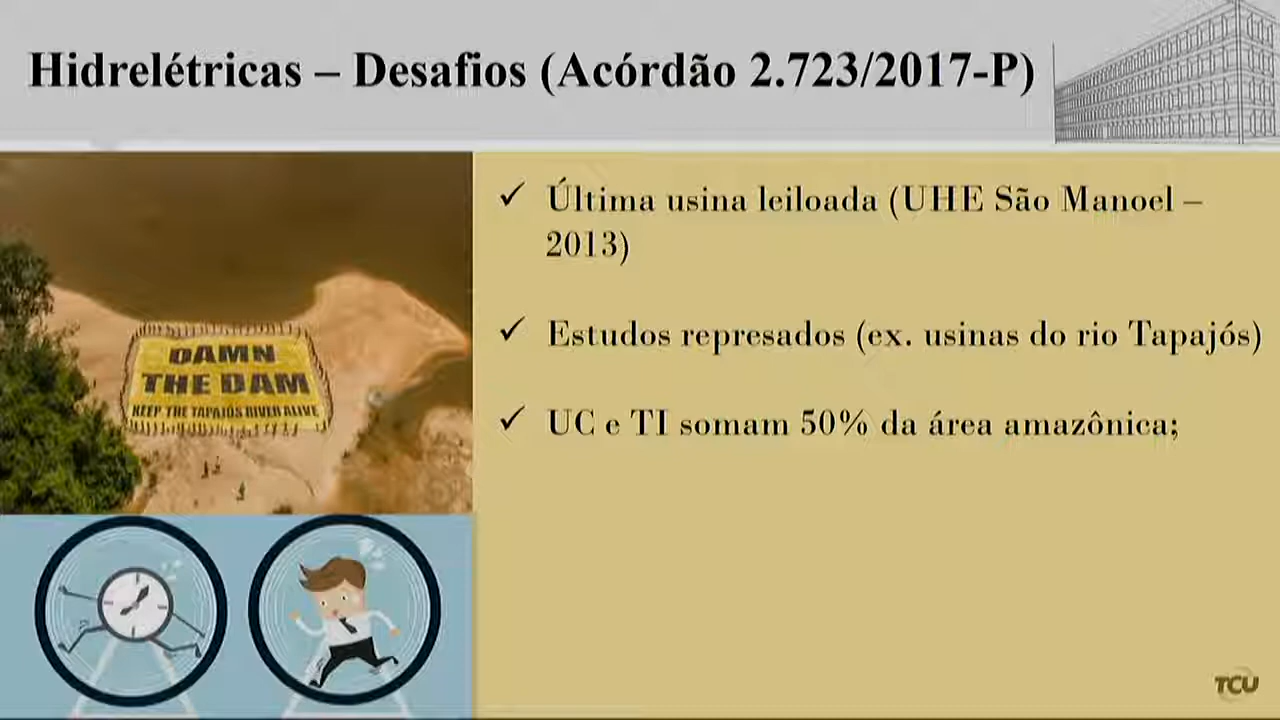 Hidrelétricas – Desafios (Acórdão 2.723/2017-P)
DAMN
THE DAM
KEEP THE TAPAJÓS RIVER ALIVE
Última usina leiloada (UHE São Manoel –
2013)
Estudos represados (ex. usinas do rio Tapajós)
UC e TI somam 50% da área amazônica;
TCU